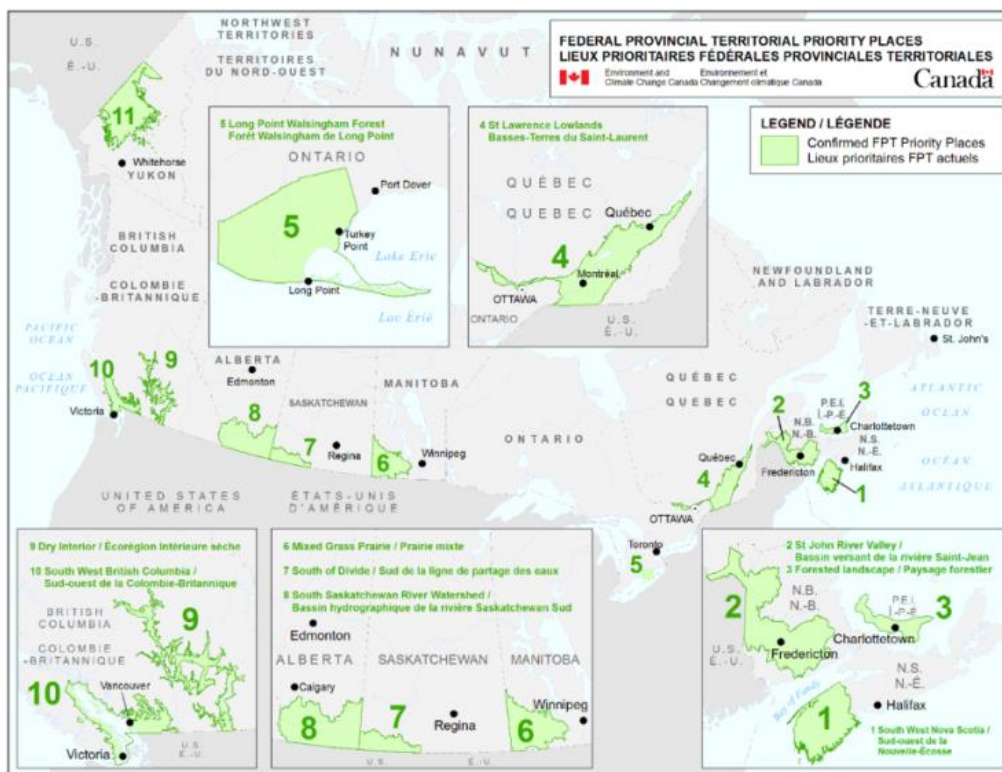 FEDERAL PROVINCIAL TERRITORIAL PRIORITY PLACES
LIEUX PRIORITAIRES FÉDÉRALES PROVINCIALES TERRITORIALES
Environment and Environnement et
Climate Change Canada Changement climatique Canada
Canada
LEGEND / LÉGENDE
Confirmed FPT Priority Places
Lieux prioritaires FPT actuels
U.S.
É.-U.
NORTHWEST
TERRITORIES
TERRITOIRES
DU NORD-OUEST
NUNAVUT
11
Whitehorse
YUKON
BRITISH
COLUMBIA
COLOMBIE
-BRITANNIQUE
PACIFIC
OCEAN
OCÉAN
PACIFIQUE
5 Long Point Walsingham Forest
Forêt Walsingham de Long Point
ONTARIO
Port Dover
5
Turkey
Point
Lake Erie
Long Point
Lac Érié
4 St Lawrence Lowlands
Basses-Terres du Saint-Laurent
QUÉBEC
QUEBEC
Québec
4
Montréal
OTTAWA
ONTARIO
U.S.
É.-U.
NEWFOUNDLAND
AND LABRADOR
TERRE-NEUVE
-ET-LABRADOR
St. John's
ATLANTIC
OCEAN
OCÉAN
ATLANTIQUE
10
9
Victoria
ALBERTA
Edmonton
8
SASKATCHEWAN
7
Regina
MANITOBA
6
Winnipeg
ONTARIO
QUÉBEC
QUEBEC
Québec
4
OTTAWA
Toronto
5
2
N.B.
N.-B.
Fredericton
P.E.I.
Î.-P.-É.
3
Charlottetown
N.S.
N.-É.
Halifax
1
UNITED STATES
OF AMERICA
ÉTATS-UNIS
D'AMÉRIQUE
9 Dry Interior / Écorégion Intérieure sèche
10 South West British Columbia /
Sud-ouest de la Colombie-Britannique
BRITISH
COLUMBIA
COLOMBIE
-BRITANNIQUE
9
10
Vancouver
Victoria
U.S.
É.-U.
6 Mixed Grass Prairie / Prairie mixte
7 South of Divide / Sud de la ligne de partage des eaux
8 South Saskatchewan River Watershed /
Bassin hydrographique de la rivière Saskatchewan Sud
Edmonton
ALBERTA
SASKATCHEWAN
MANITOBA
Calgary
8
7
Regina
6
Winnipeg
U.S.
É.-U.
2 St John River Valley /
Bassin versant de la rivière Saint-Jean
3 Forested landscape / Paysage forestier
2
N.B.
N.-B.
P.E.I.
Î.-P.-É.
3
Charlottetown
Fredericton
U.S.
É.-U.
N.S.
N.-É.
Bay of Fundy
Halifax
1
1 South West Nova Scotia /
Sud-ouest de la
Nouvelle-Écosse